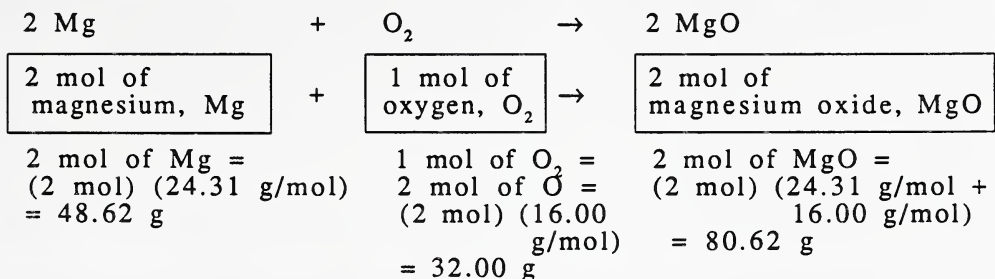 2 Mg + O₂ → 2 MgO
2 mol of magnesium, Mg + 1 mol of oxygen, O₂ → 2 mol of magnesium oxide, MgO
2 mol of Mg =
(2 mol) (24.31 g/mol)
= 48.62 g
1 mol of O₂ =
2 mol of O =
(2 mol) (16.00
g/mol)
= 32.00 g
2 mol of MgO =
(2 mol) (24.31 g/mol +
16.00 g/mol)
= 80.62 g